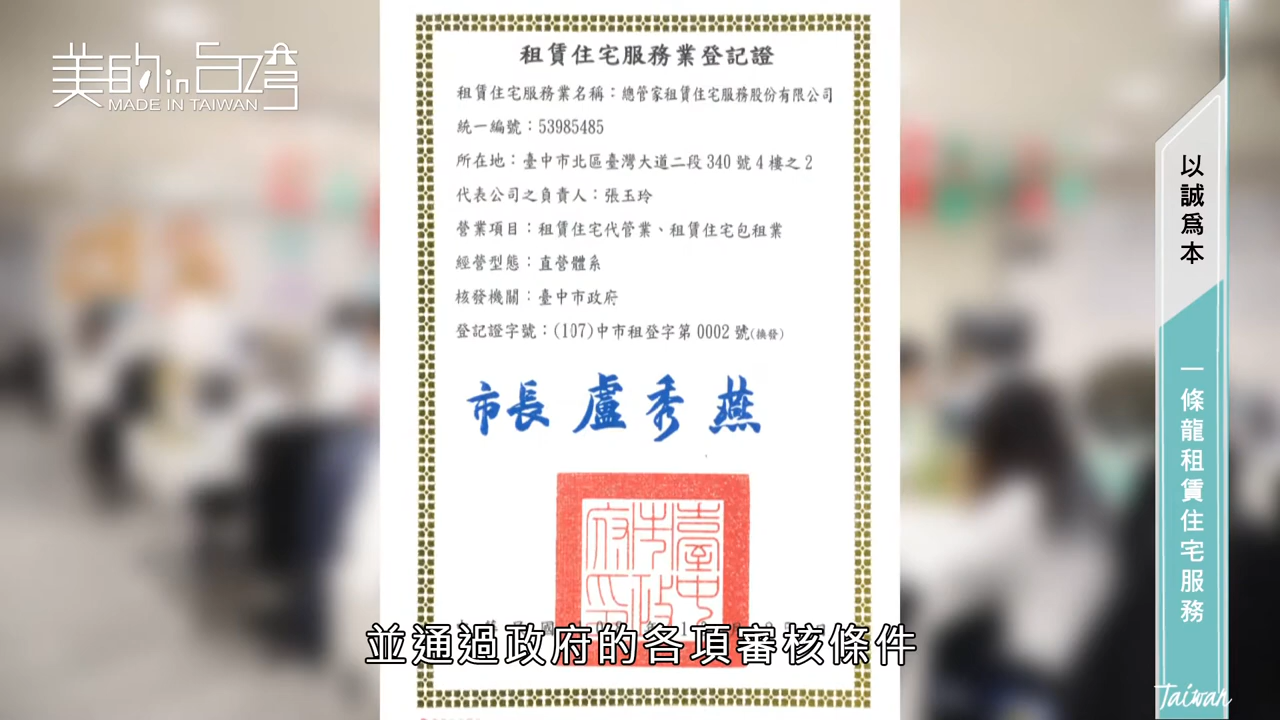 美的in台灣
MADE IN TAIWAN
租賃住宅服務業登記證
租賃住宅服務業名稱：總管家租賃住宅服務股份有限公司
統一編號：53985485
所在地：臺中市北區臺灣大道二段340號4樓之2
代表公司之負責人：張玉玲
營業項目：租賃住宅代管業、租賃住宅包租業
經營型態：直營體系
核發機關：臺中市政府
登記證字號：(107)中市租登字第0002號(換發)
市長 盧秀燕
臺中市政府印
並通過政府的各項審核條件
以誠為本
一條龍租賃住宅服務
Taiwan